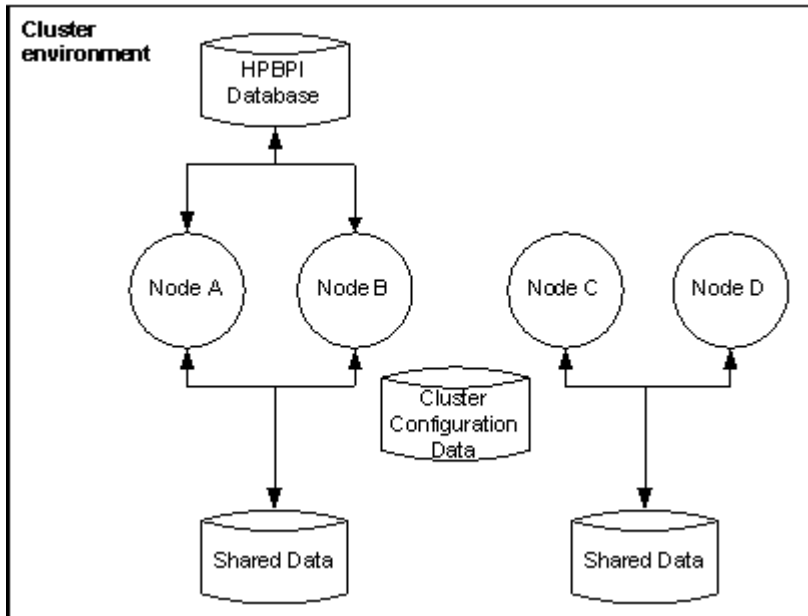 Cluster
environment
HPBPI
Database
Node A
Node B
Node C
Node D
Cluster
Configuration
Data
Shared Data
Shared Data